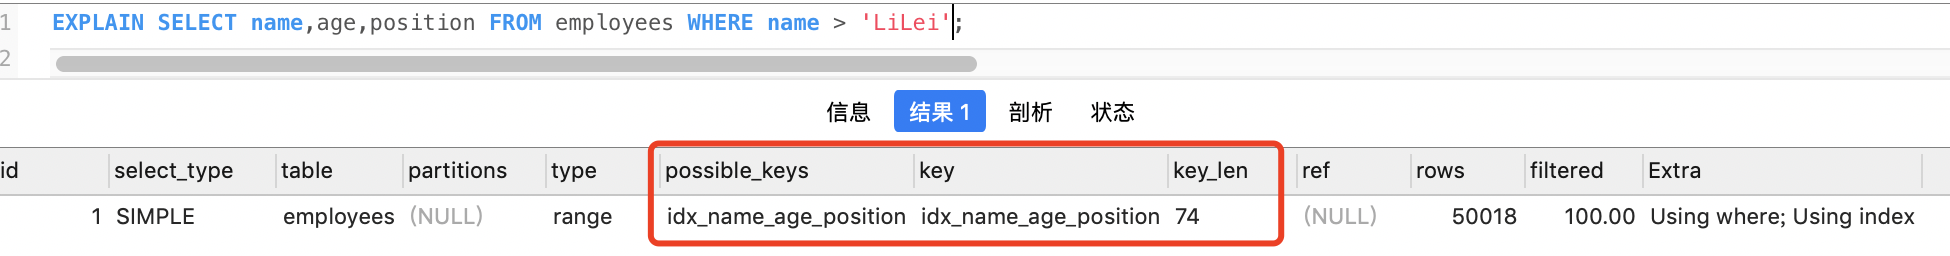 1 EXPLAIN SELECT name,age,position FROM employees WHERE name > 'LiLei';
2
信息 结果 1 剖析 状态
id select_type table partitions type possible_keys key key_len ref rows filtered Extra
1 SIMPLE employees (NULL) range idx_name_age_position idx_name_age_position 74 (NULL) 50018 100.00 Using where; Using index